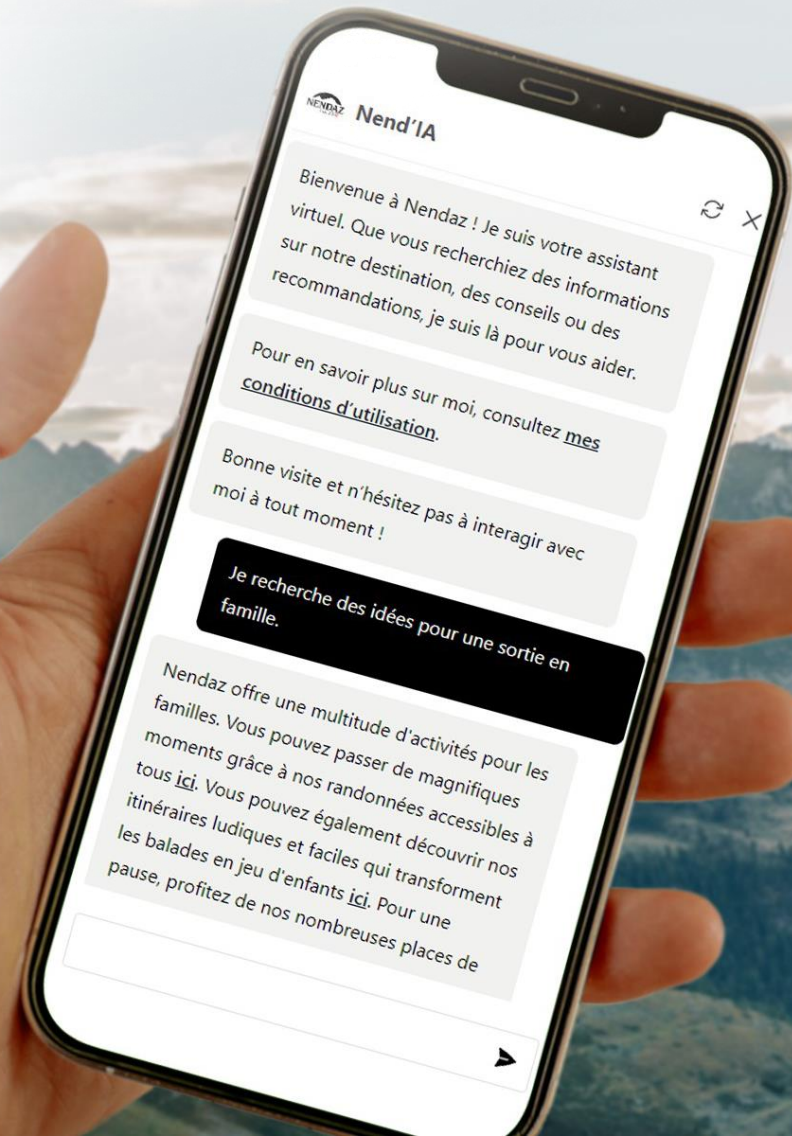 NENDAZ
Nend'IA
Bienvenue à Nendaz ! Je suis votre assistant
virtuel. Que vous recherchiez des informations
sur notre destination, des conseils ou des
recommandations, je suis là pour vous aider.
Pour en savoir plus sur moi, consultez mes
conditions d'utilisation.
Bonne visite et n'hésitez pas à interagir avec
moi à tout moment !
Je recherche des idées pour une sortie en
famille.
Nendaz offre une multitude d'activités pour les
familles. Vous pouvez passer de magnifiques
moments grâce à nos randonnées accessibles à
tous ici. Vous pouvez également découvrir nos
itinéraires ludiques et faciles qui transforment
les balades en jeu d'enfants ici. Pour une
pause, profitez de nos nombreuses places de